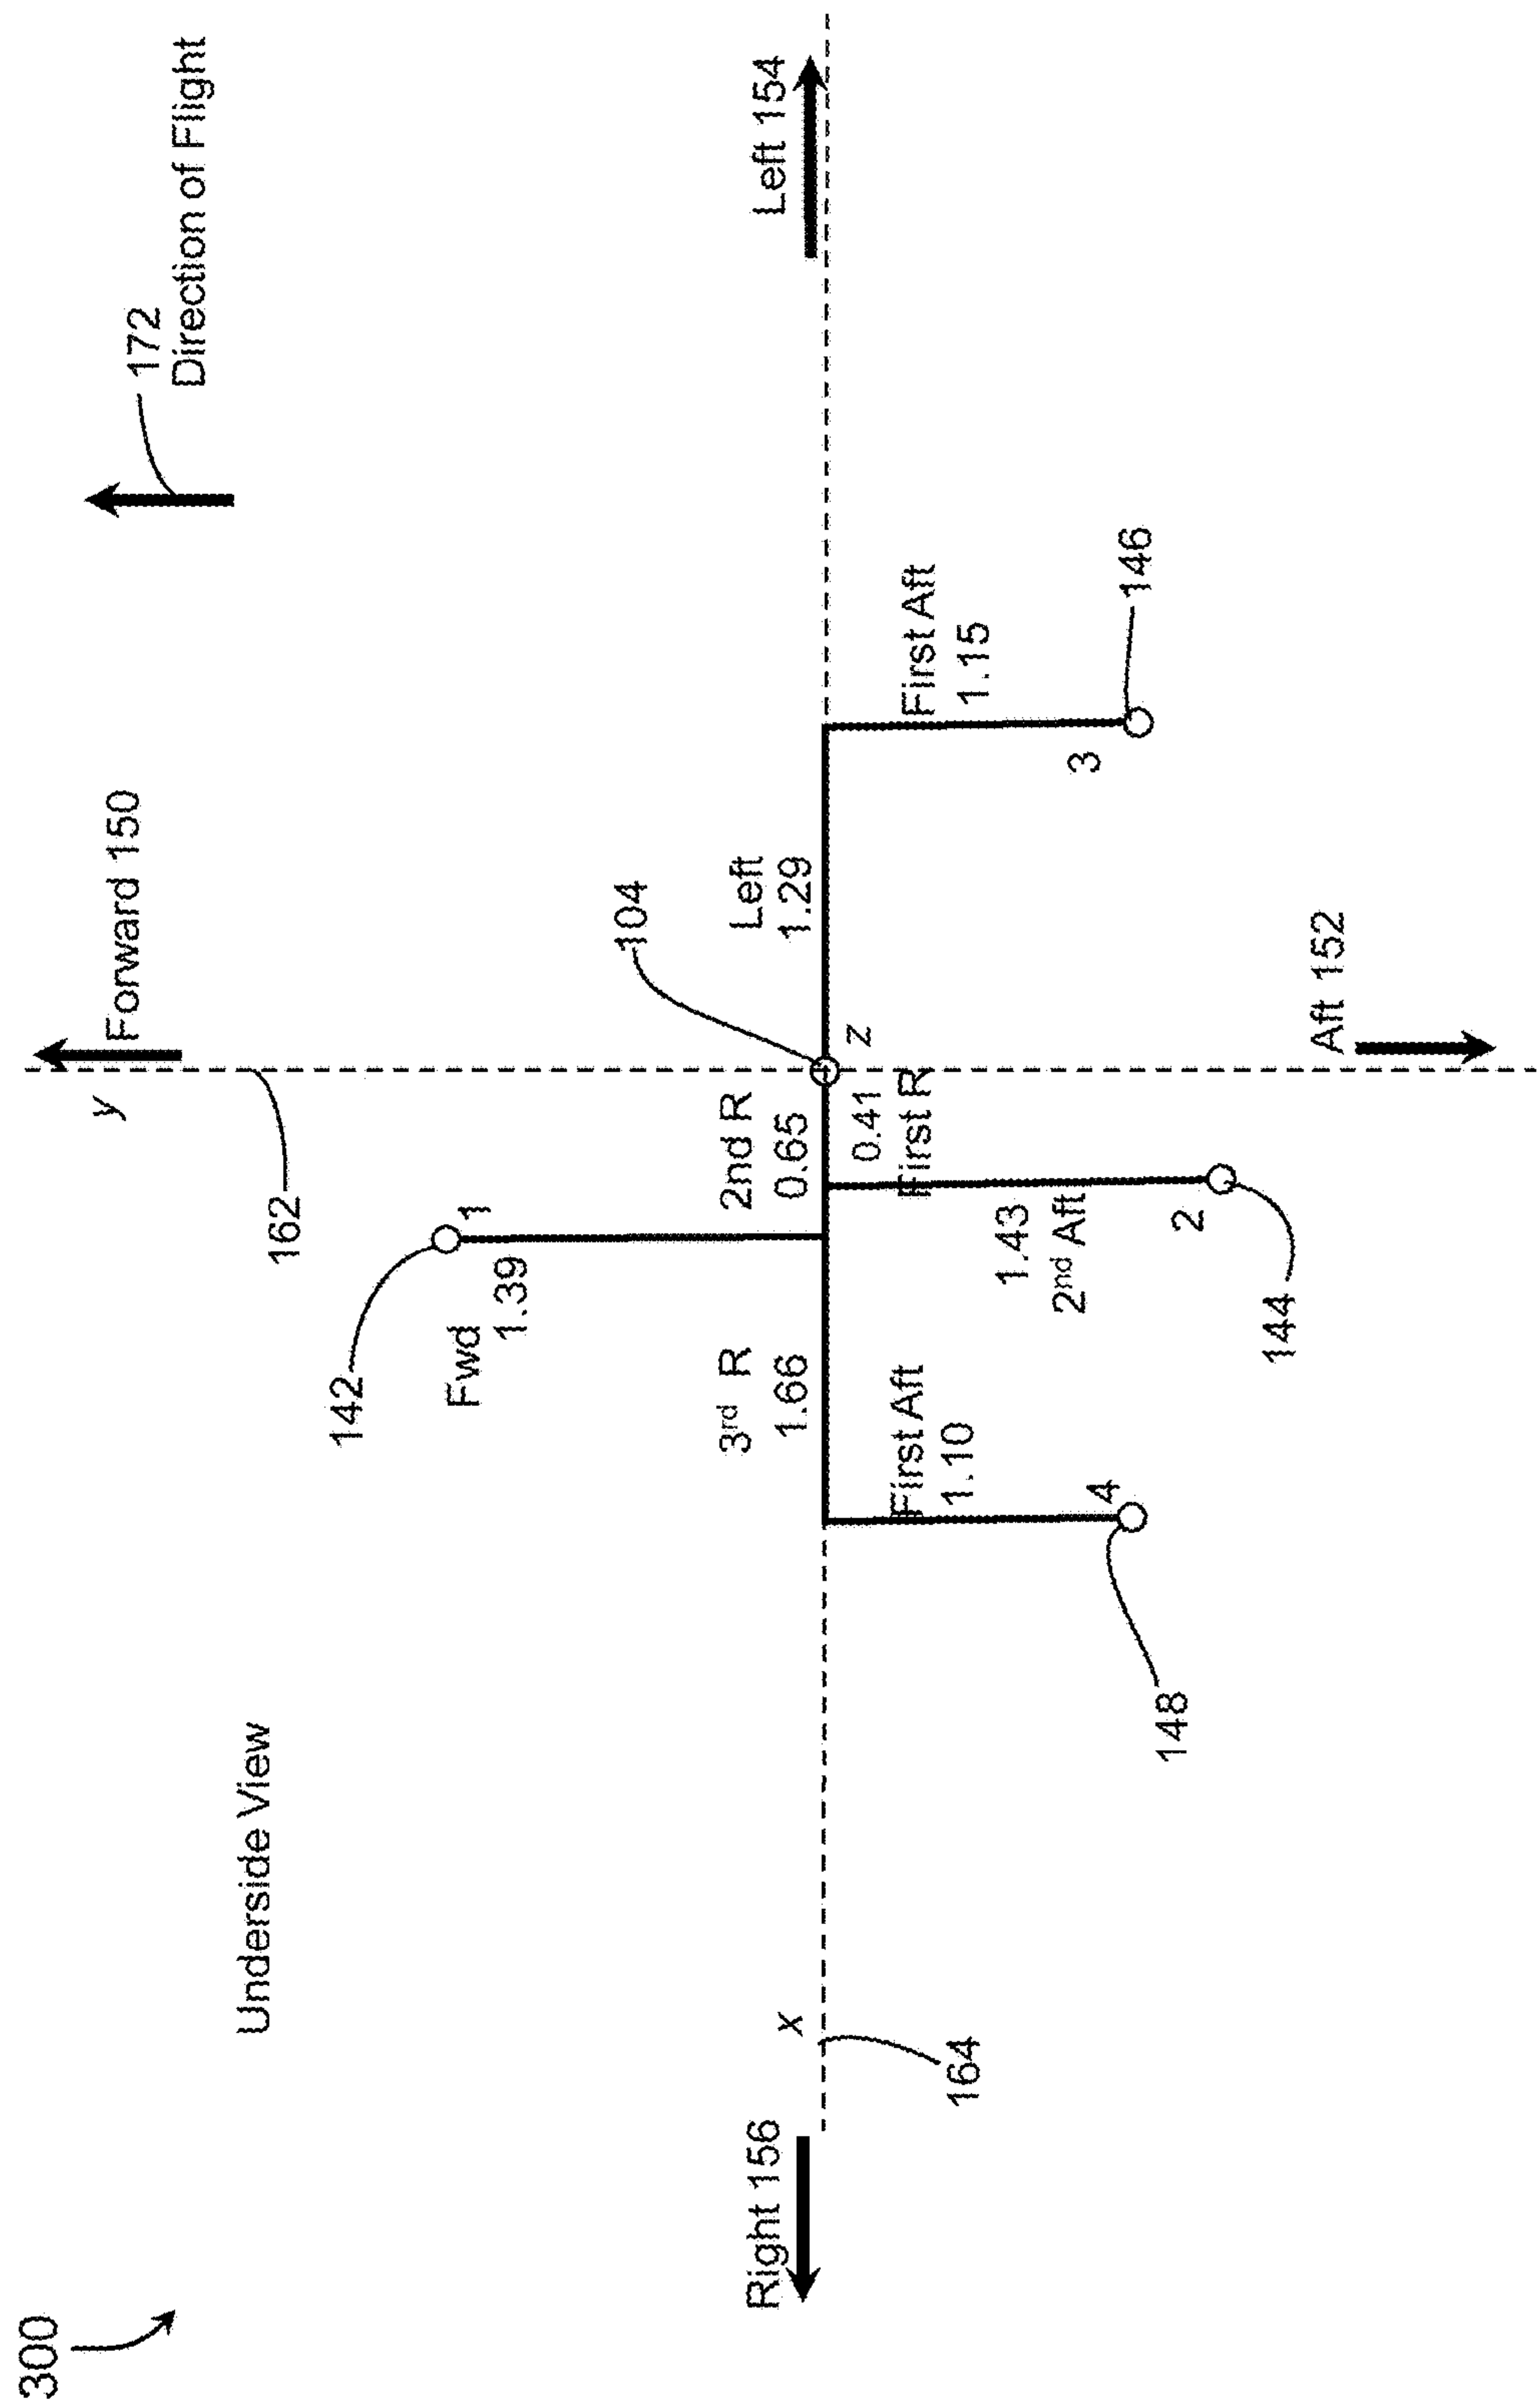 300
y
Forward 150
172
Direction of Flight
Underside View
162
142
Fwd
1.39
1
104
Right 156
x
164
3rd R
1.66
2nd R
0.65
Left
1.29
Left 154
z
0.41
First R
First Aft
1.10
First Aft
1.15
1.43
2nd Aft
4
148
2
144
3
146
Aft 152